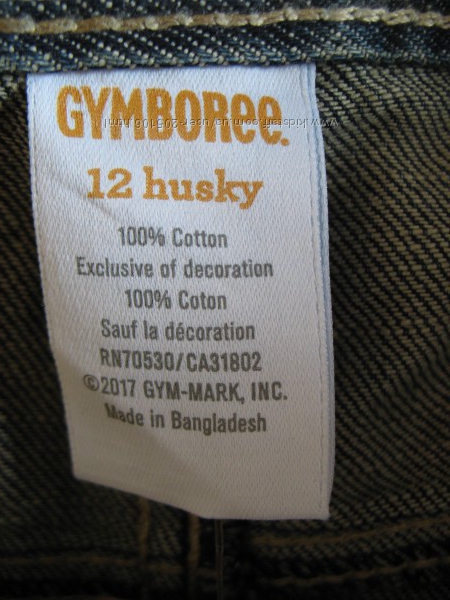 GYMBOREE.
12 husky
100% Cotton
Exclusive of decoration
100% Coton
Sauf la décoration
RN70530/CA31802
©2017 GYM-MARK, INC.
Made in Bangladesh